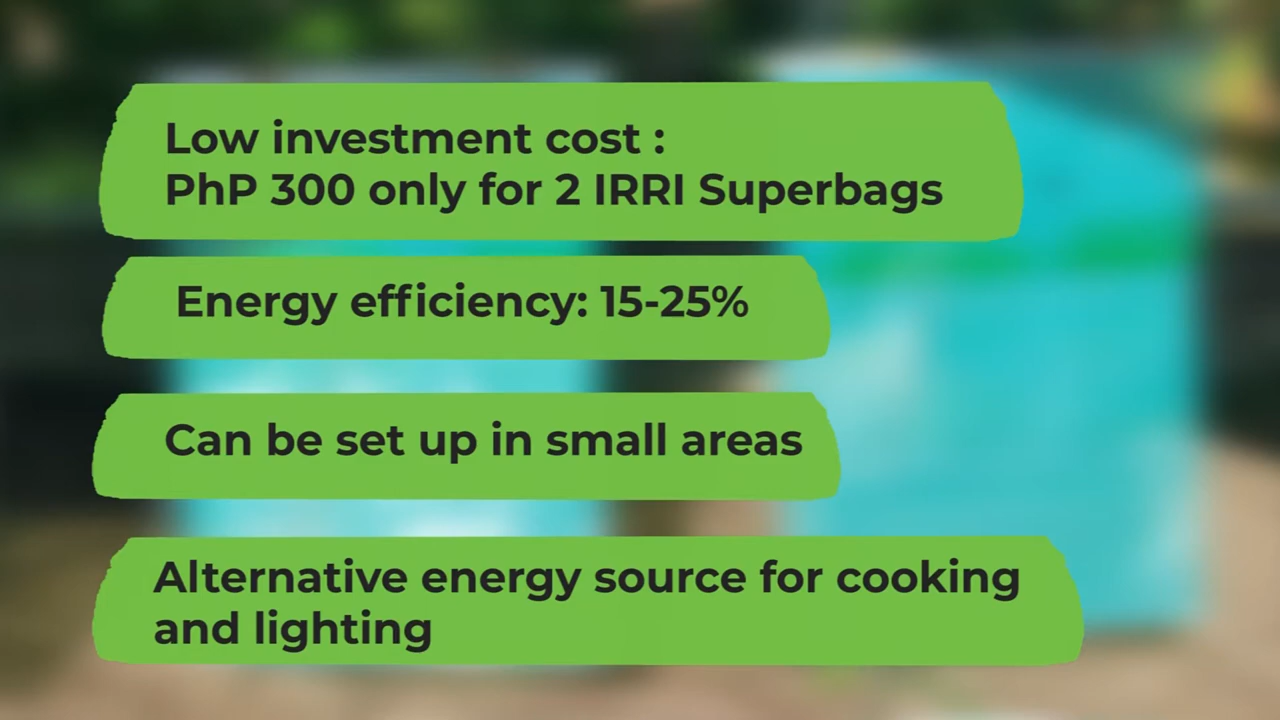 Low investment cost :
PhP 300 only for 2 IRRI Superbags
Energy efficiency: 15-25%
Can be set up in small areas
Alternative energy source for cooking
and lighting